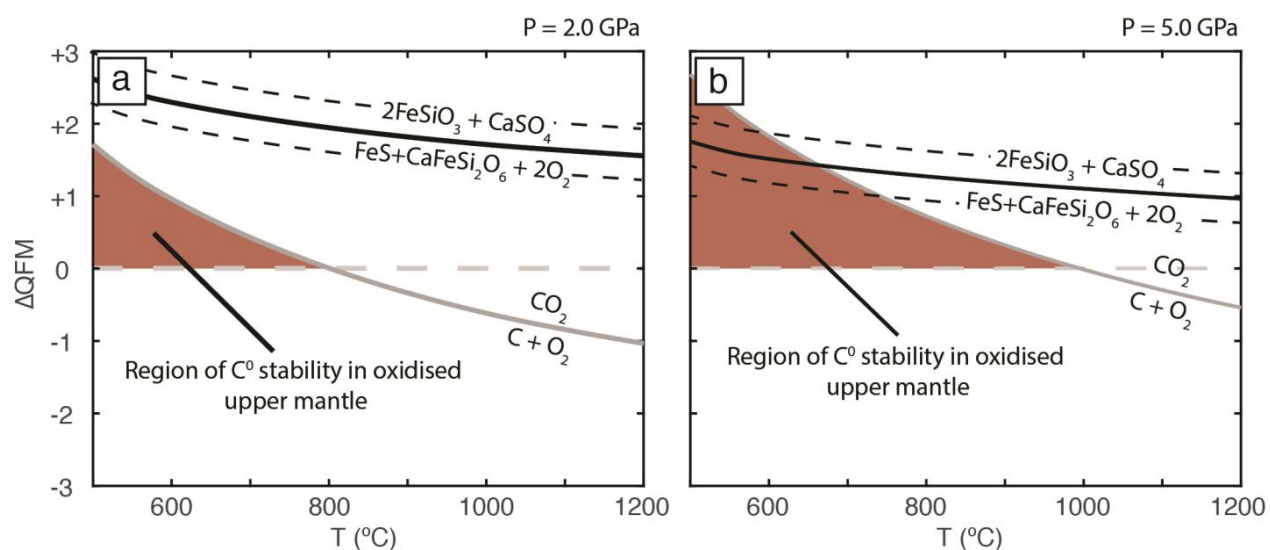 P = 2.0 GPa
a
+3
+2
+1
0
-1
-2
-3
ΔQFM
2FeSiO₃ + CaSO₄
FeS+CaFeSi₂O₆ + 2O₂
CO₂
C + O₂
Region of C⁰ stability in oxidised
upper mantle
600
800
1000
1200
T (ºC)
P = 5.0 GPa
b
2FeSiO₃ + CaSO₄
FeS+CaFeSi₂O₆ + 2O₂
CO₂
C + O₂
Region of C⁰ stability in oxidised
upper mantle
600
800
1000
1200
T (ºC)